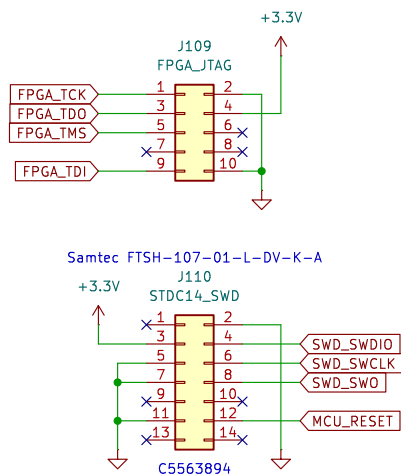 +3.3V
J109
FPGA_JTAG
FPGA_TCK 1 2
FPGA_TDO 3 4
FPGA_TMS 5 6
7 8
FPGA_TDI 9 10
Samtec FTSH-107-01-L-DV-K-A
J110
+3.3V STDC14_SWD
1 2
3 4 SWD_SWDIO
5 6 SWD_SWCLK
7 8 SWD_SWO
9 10
11 12 MCU_RESET
13 14
C5563894